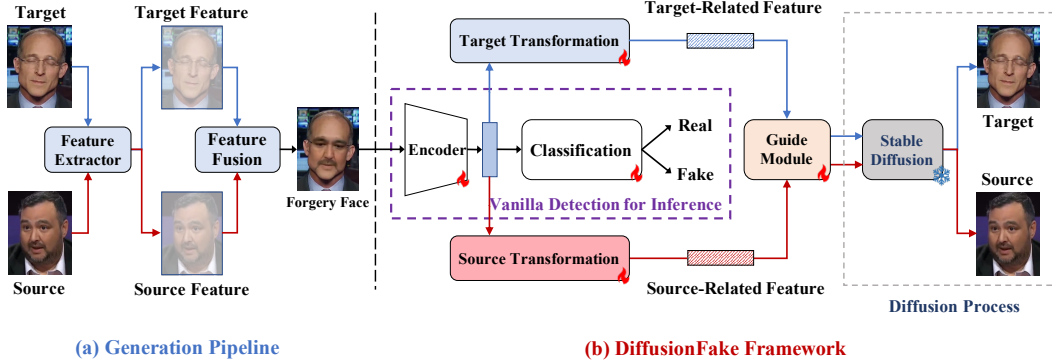 Target
Target Feature
Feature
Extractor
Feature
Fusion
Forgery Face
Source
Source Feature
(a) Generation Pipeline
Target-Related Feature
Target Transformation
Encoder
Classification
Real
Fake
Vanilla Detection for Inference
Source Transformation
Source-Related Feature
Guide
Module
Stable
Diffusion
Target
Source
Diffusion Process
(b) DiffusionFake Framework